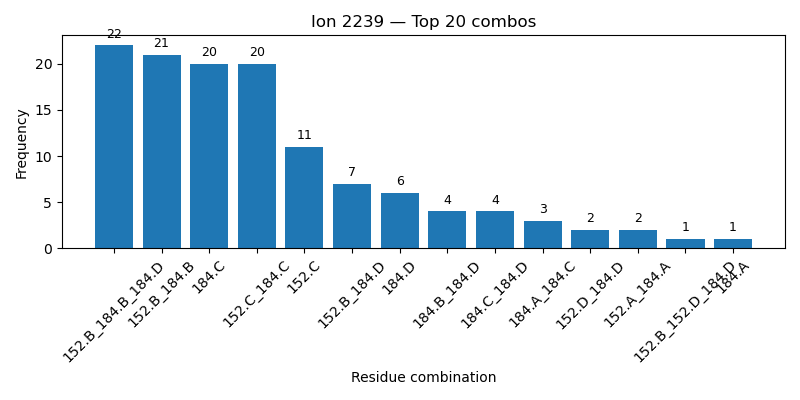 Ion 2239 — Top 20 combos
Frequency
20
15
10
5
0
22
21
20
20
11
7
6
4
4
3
2
2
1
1
152.B_184.B_184.D
152.B_184.B
184.C
152.C_184.C
152.C
152.B_184.D
184.D
184.B_184.D
184.C_184.D
184.A_184.C
152.D_184.D
152.A_184.A
152.B_152.D_184.D
184.A
Residue combination